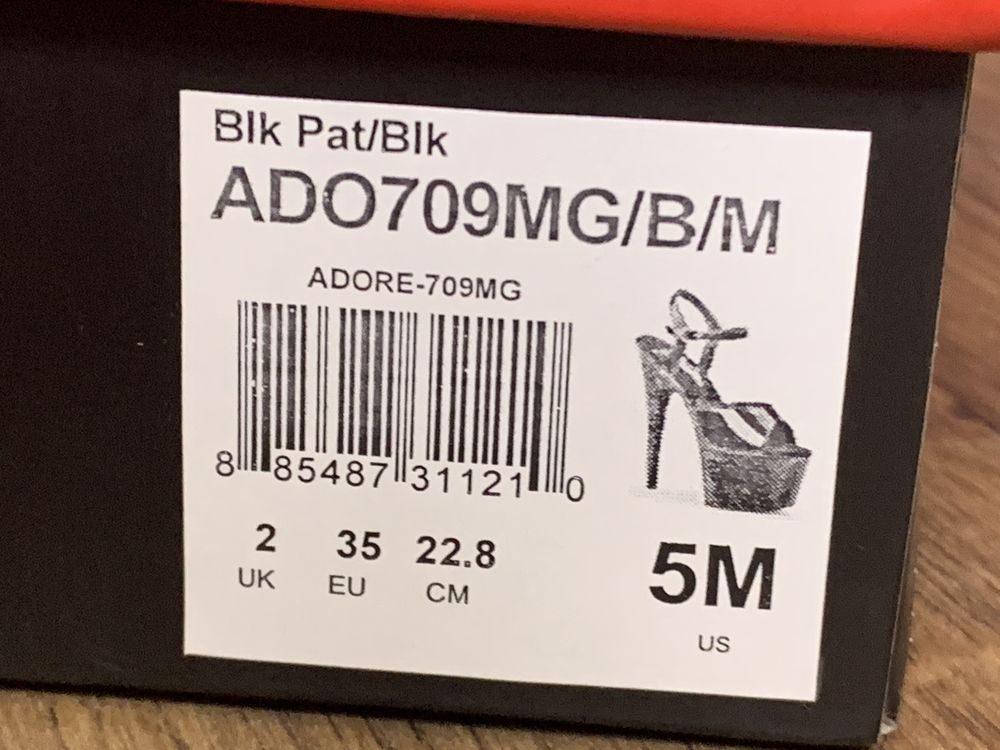 Blk Pat/Blk
ADO709MG/B/M
ADORE-709MG
8 85487 31121 0
2 35 22.8 5M
UK EU CM US